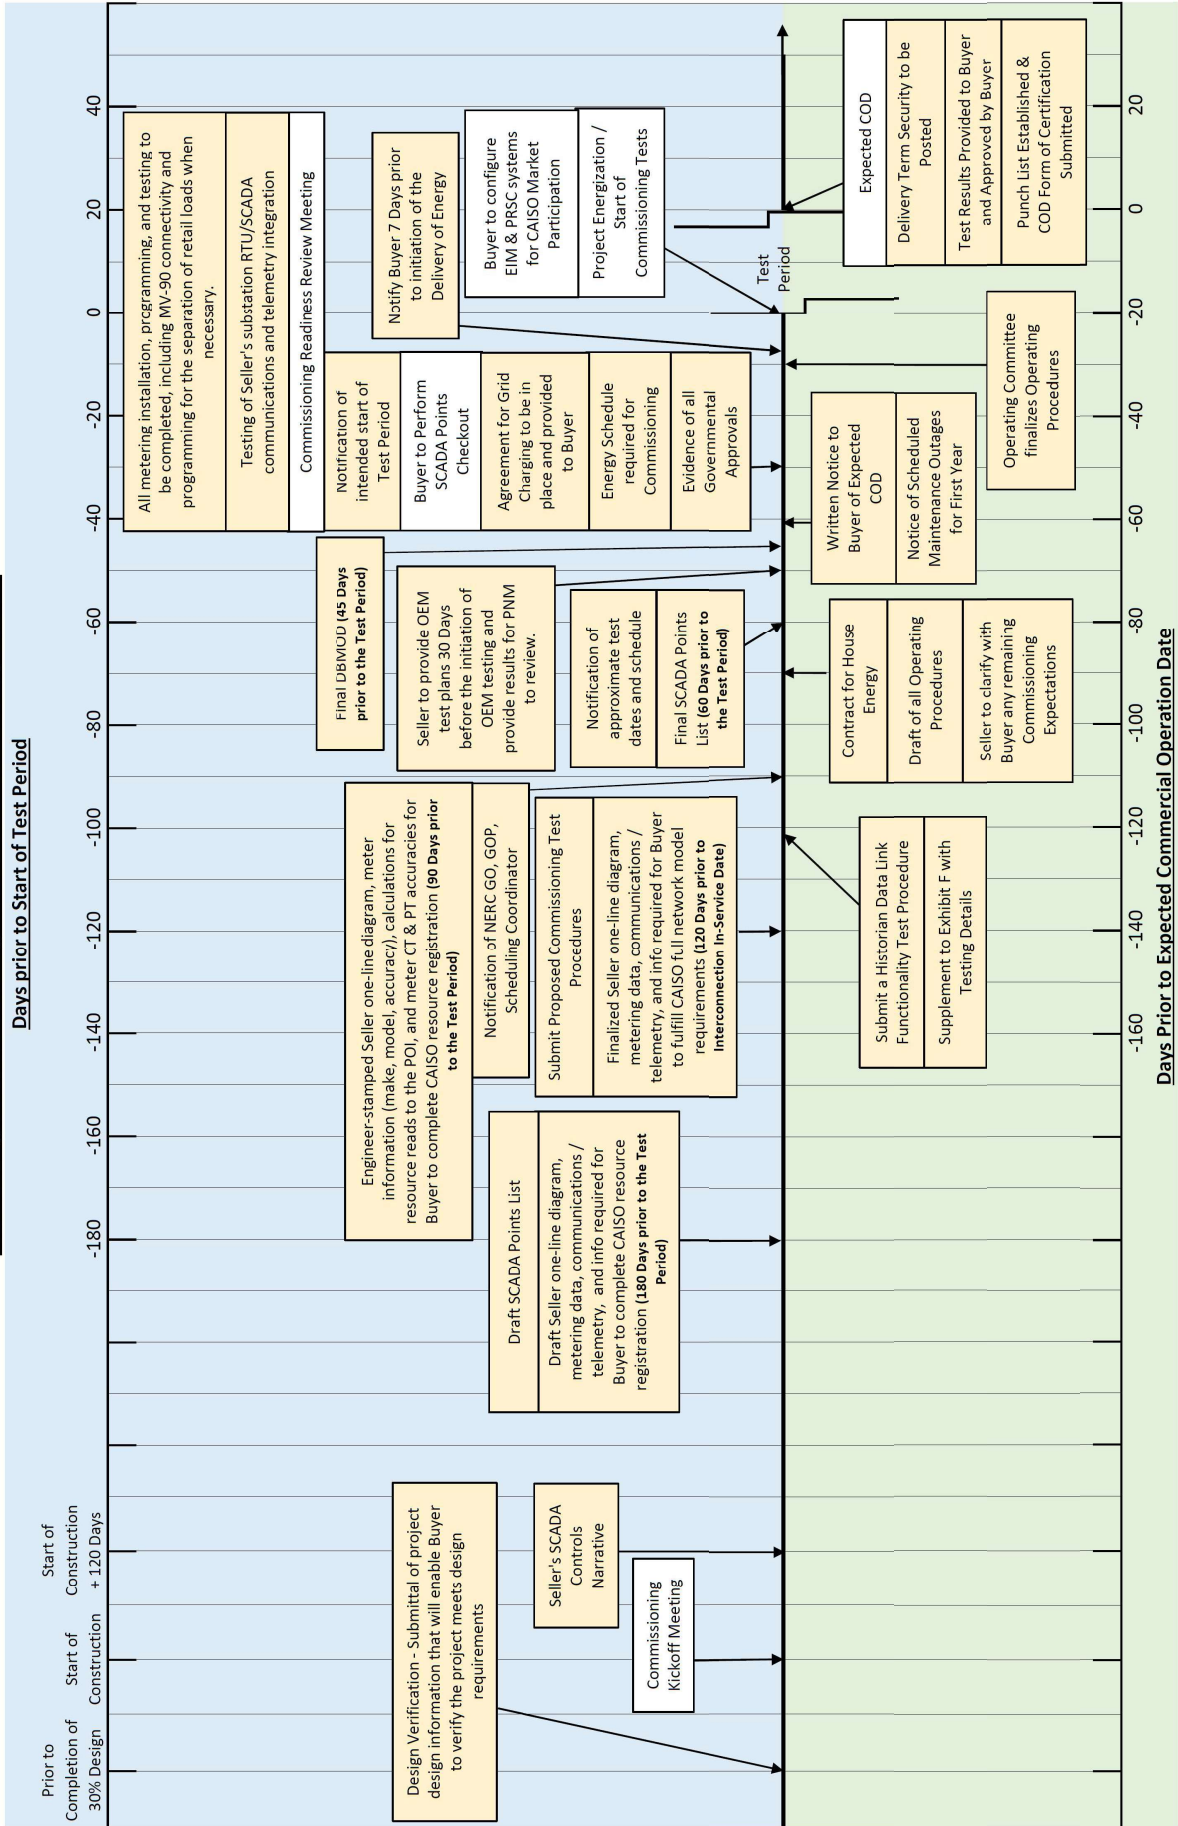 Days prior to Start of Test Period
Prior to
Completion of
30% Design
Start of
Construction
Start of
Construction
+ 120 Days
-180
-160
-140
-120
-100
-80
-60
-40
-20
0
20
40
Design Verification - Submittal of project
design information that will enable Buyer
to verify the project meets design
requirements
Seller's SCADA
Controls
Narrative
Commissioning
Kickoff Meeting
Draft SCADA Points List
Draft Seller one-line diagram,
metering data, communications /
telemetry, and info required for
Buyer to complete CAISO resource
registration (180 Days prior to the Test
Period)
Engineer-stamped Seller one-line diagram, meter
information (make, model, accuracy), calculations for
resource reads to the POI, and meter CT & PT accuracies for
Buyer to complete CAISO resource registration (90 Days prior
to the Test Period)
Notification of NERC GO, GOP,
Scheduling Coordinator
Submit Proposed Commissioning Test
Procedures
Finalized Seller one-line diagram,
metering data, communications /
telemetry, and info required for Buyer
to fulfill CAISO full network model
requirements (120 Days prior to
Interconnection In-Service Date)
Final DBMOD (45 Days
prior to the Test Period)
Seller to provide OEM
test plans 30 Days
before the initiation of
OEM testing and
provide results for PNM
to review.
Notification of
approximate test
dates and schedule
Final SCADA Points
List (60 Days prior to
the Test Period)
All metering installation, programming, and testing to
be completed, including MV-90 connectivity and
programming for the separation of retail loads when
necessary.
Testing of Seller's substation RTU/SCADA
communications and telemetry integration
Commissioning Readiness Review Meeting
Notification of
intended start of
Test Period
Buyer to Perform
SCADA Points
Checkout
Agreement for Grid
Charging to be in
place and provided
to Buyer
Energy Schedule
required for
Commissioning
Evidence of all
Governmental
Approvals
Notify Buyer 7 Days prior
to initiation of the
Delivery of Energy
Buyer to configure
EIM & PRSC systems
for CAISO Market
Participation
Project Energization /
Start of
Commissioning Tests
Test
Period
Submit a Historian Data Link
Functionality Test Procedure
Supplement to Exhibit F with
Testing Details
Contract for House
Energy
Draft of all Operating
Procedures
Seller to clarify with
Buyer any remaining
Commissioning
Expectations
Written Notice to
Buyer of Expected
COD
Notice of Scheduled
Maintenance Outages
for First Year
Operating Committee
finalizes Operating
Procedures
Expected COD
Delivery Term Security to be
Posted
Test Results Provided to Buyer
and Approved by Buyer
Punch List Established &
COD Form of Certification
Submitted
-160
-140
-120
-100
-80
-60
-40
-20
0
20
Days Prior to Expected Commercial Operation Date